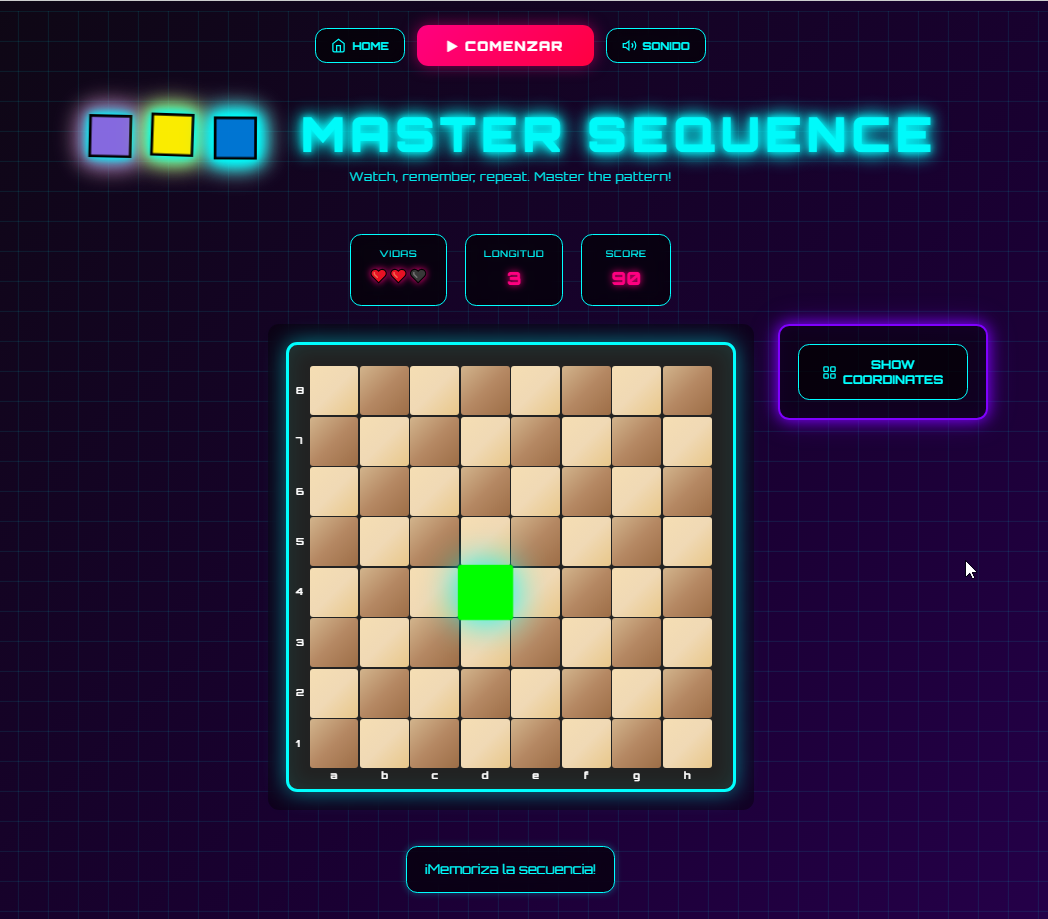 HOME
▶ COMENZAR
SONIDO
MASTER SEQUENCE
Watch, remember, repeat. Master the pattern!
VIDAS
LONGITUD
SCORE
3
90
SHOW
COORDINATES
8
7
6
5
4
3
2
1
a b c d e f g h
¡Memoriza la secuencia!